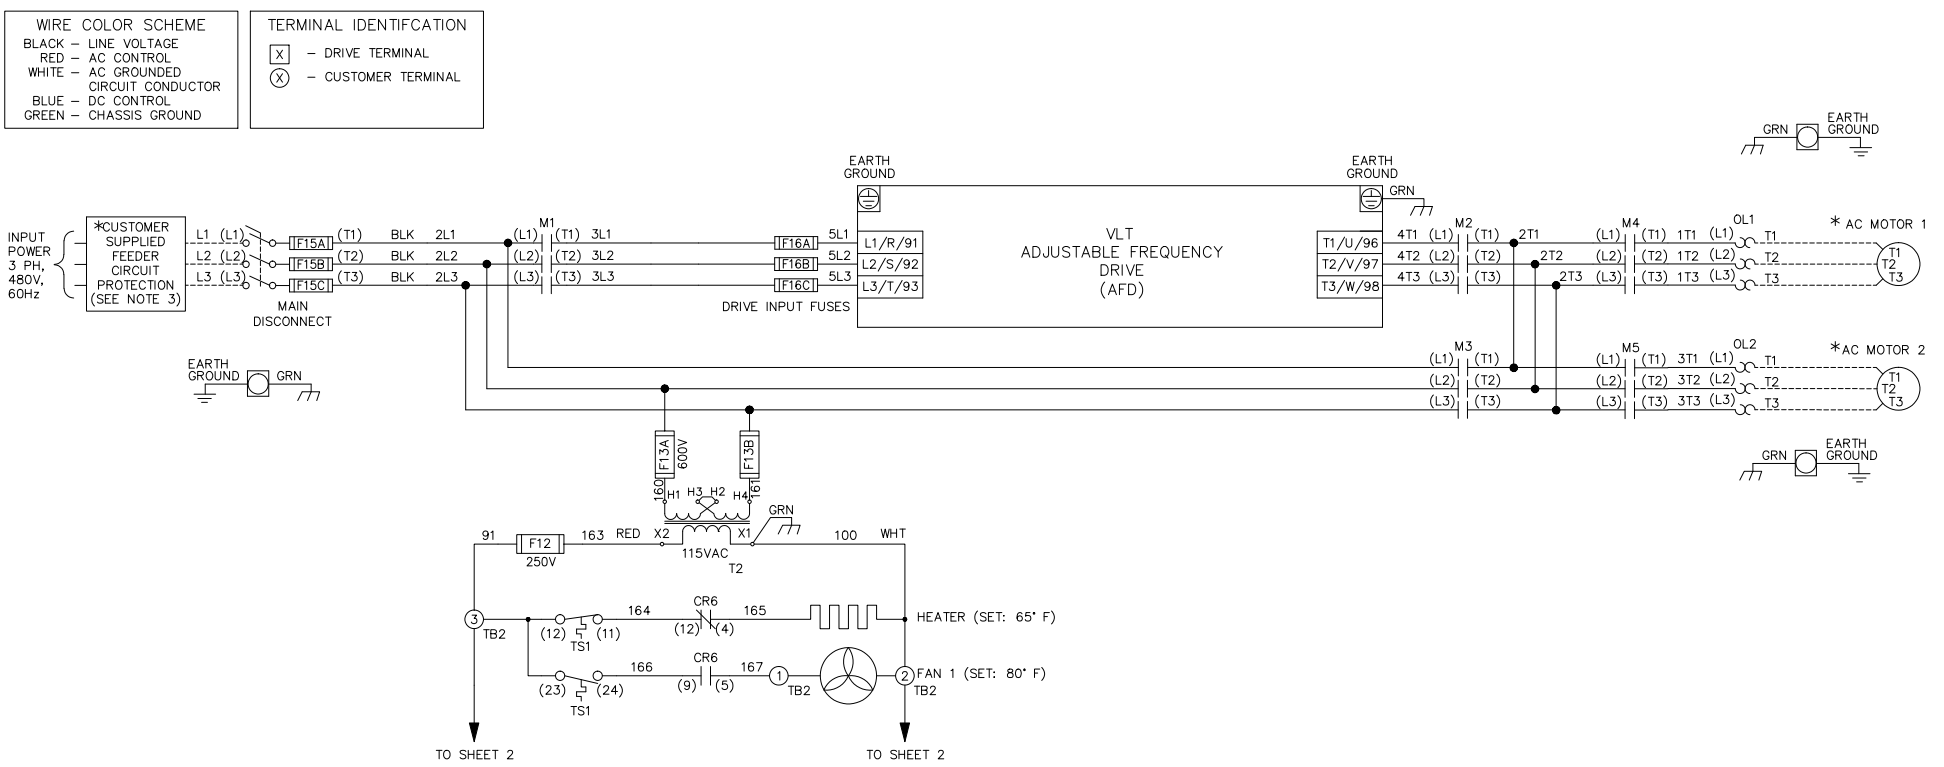 WIRE COLOR SCHEME
BLACK – LINE VOLTAGE
RED – AC CONTROL
WHITE – AC GROUNDED
CIRCUIT CONDUCTOR
BLUE – DC CONTROL
GREEN – CHASSIS GROUND
TERMINAL IDENTIFCATION
X – DRIVE TERMINAL
X – CUSTOMER TERMINAL
GRN
EARTH
GROUND
INPUT
POWER
3 PH,
480V,
60Hz
*CUSTOMER
SUPPLIED
FEEDER
CIRCUIT
PROTECTION
(SEE NOTE 3)
L1 (L1) F15A (T1) BLK 2L1 (L1) M1 (T1) 3L1 F16A 5L1 L1/R/91
L2 (L2) F15B (T2) BLK 2L2 (L2) (T2) 3L2 F16B 5L2 L2/S/92
L3 (L3) F15C (T3) BLK 2L3 (L3) (T3) 3L3 F16C 5L3 L3/T/93
MAIN
DISCONNECT
DRIVE INPUT FUSES
EARTH
GROUND
VLT
ADJUSTABLE FREQUENCY
DRIVE
(AFD)
EARTH
GROUND
GRN
T1/U/96 4T1 (L1) M2 (T1) 2T1 (L1) M4 (T1) 1T1 (L1) OL1 T1
T2/V/97 4T2 (L2) (T2) 2T2 (L2) (T2) 1T2 (L2) T2
T3/W/98 4T3 (L3) (T3) 2T3 (L3) (T3) 1T3 (L3) T3
* AC MOTOR 1
T1
T2
T3
EARTH
GROUND
GRN
(L1) M3 (T1) (L1) M5 (T1) 3T1 (L1) OL2 T1
(L2) (T2) (L2) (T2) 3T2 (L2) T2
(L3) (T3) (L3) (T3) 3T3 (L3) T3
*AC MOTOR 2
T1
T2
T3
GRN
EARTH
GROUND
F13A
600V
F13B
160
H1 H3 H2 H4
161
GRN
91 F12 163 RED X2 X1 100 WHT
250V
115VAC
T2
3
TB2
(12) (11)
TS1
164
CR6
(12) (4)
165
HEATER (SET: 65° F)
(23) (24)
TS1
166
CR6
(9) (5)
167
1
TB2
2
TB2
FAN 1 (SET: 80° F)
TO SHEET 2
TO SHEET 2